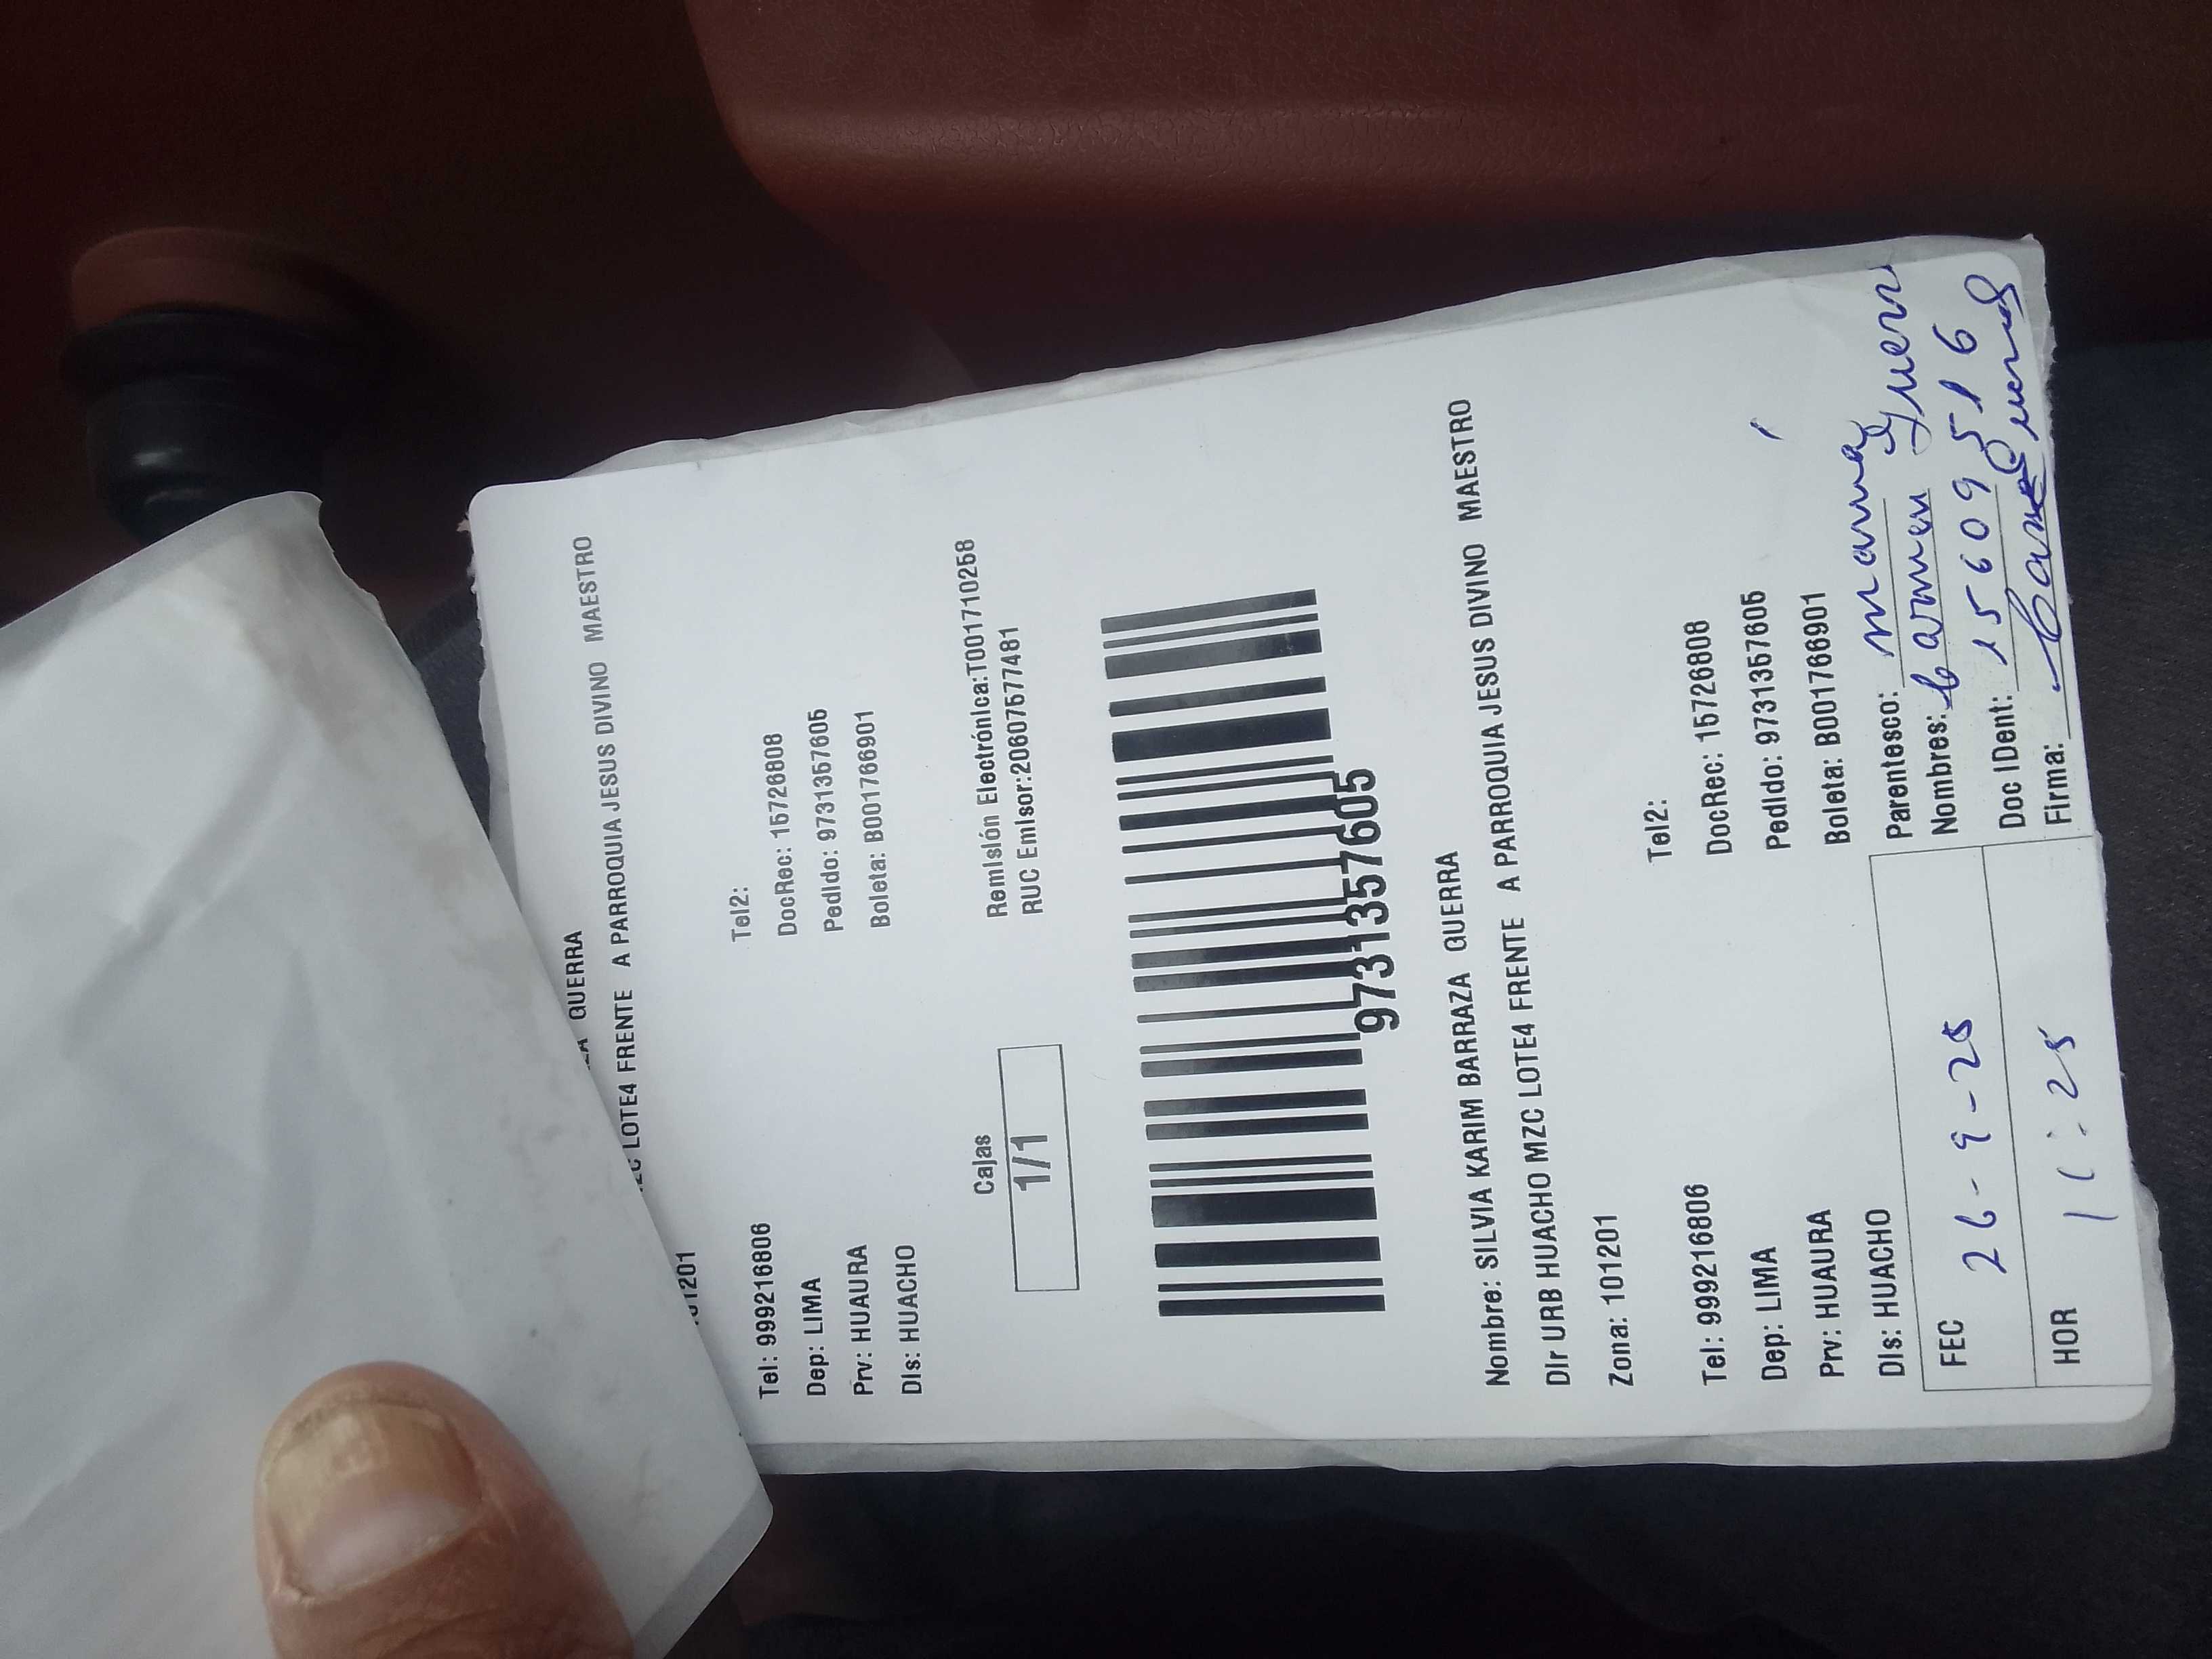 QUERRA
LOTE4 FRENTE A PARROQUIA JESUS DIVINO MAESTRO
1201
Tel: 999216806 Tel2:
Dep: LIMA DocRec: 15726808
Prv: HUAURA Pedido: 9731357605
Dis: HUACHO Boleta: B001766901
Cajas Remisión Electrónica:T001710258
1/1 RUC Emisor:20607577481
9731357605
Nombre: SILVIA KARIM BARRAZA QUERRA
Dir URB HUACHO MZC LOTE4 FRENTE A PARROQUIA JESUS DIVINO MAESTRO
Zona: 101201
Tel: 999216806 Tel2:
Dep: LIMA DocRec: 15726808
Prv: HUAURA Pedido: 9731357605
Dis: HUACHO Boleta: B001766901
FEC 26-9-25 Parentesco: mama
Nombres: Carmen Guerra
HOR 11:25 Doc IDent: 15609516
Firma: